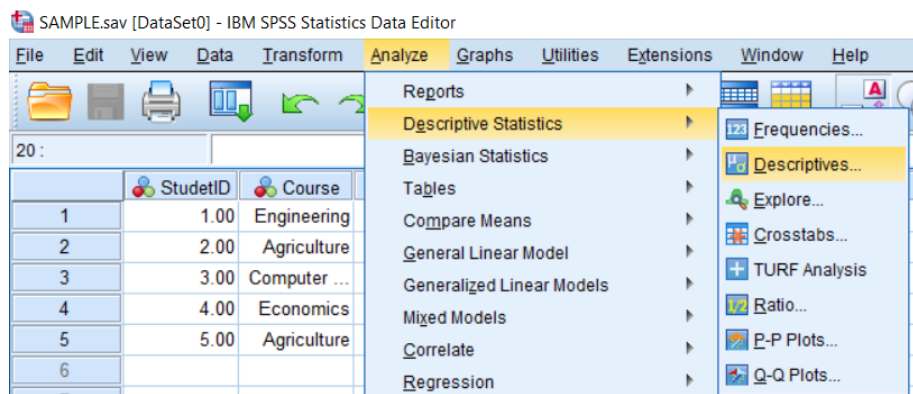 SAMPLE.sav [DataSet0] - IBM SPSS Statistics Data Editor
File Edit View Data Transform Analyze Graphs Utilities Extensions Window Help
Reports
Descriptive Statistics
Bayesian Statistics
Tables
Compare Means
General Linear Model
Generalized Linear Models
Mixed Models
Correlate
Regression
123 Frequencies...
Descriptives...
Explore...
Crosstabs...
TURF Analysis
1/2 Ratio...
P-P Plots...
Q-Q Plots...
A
20 :
StudetID Course
1 1.00 Engineering
2 2.00 Agriculture
3 3.00 Computer ...
4 4.00 Economics
5 5.00 Agriculture
6